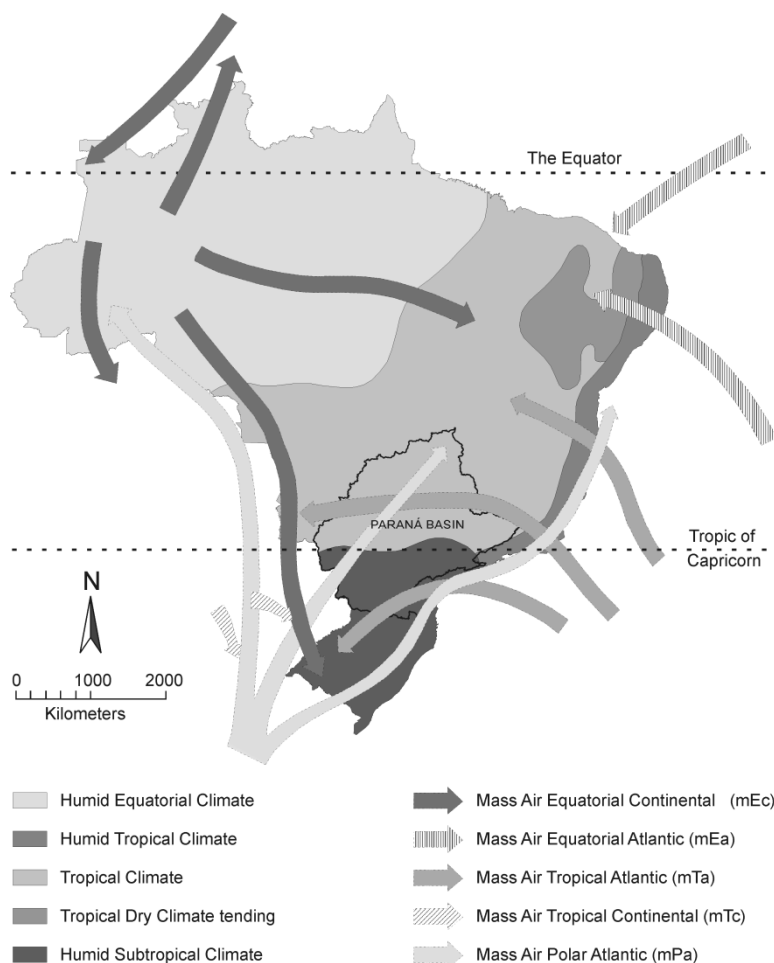 The Equator
PARANÁ BASIN
Tropic of
Capricorn
N
0 1000 2000
Kilometers
Humid Equatorial Climate
Humid Tropical Climate
Tropical Climate
Tropical Dry Climate tending
Humid Subtropical Climate
Mass Air Equatorial Continental (mEc)
Mass Air Equatorial Atlantic (mEa)
Mass Air Tropical Atlantic (mTa)
Mass Air Tropical Continental (mTc)
Mass Air Polar Atlantic (mPa)